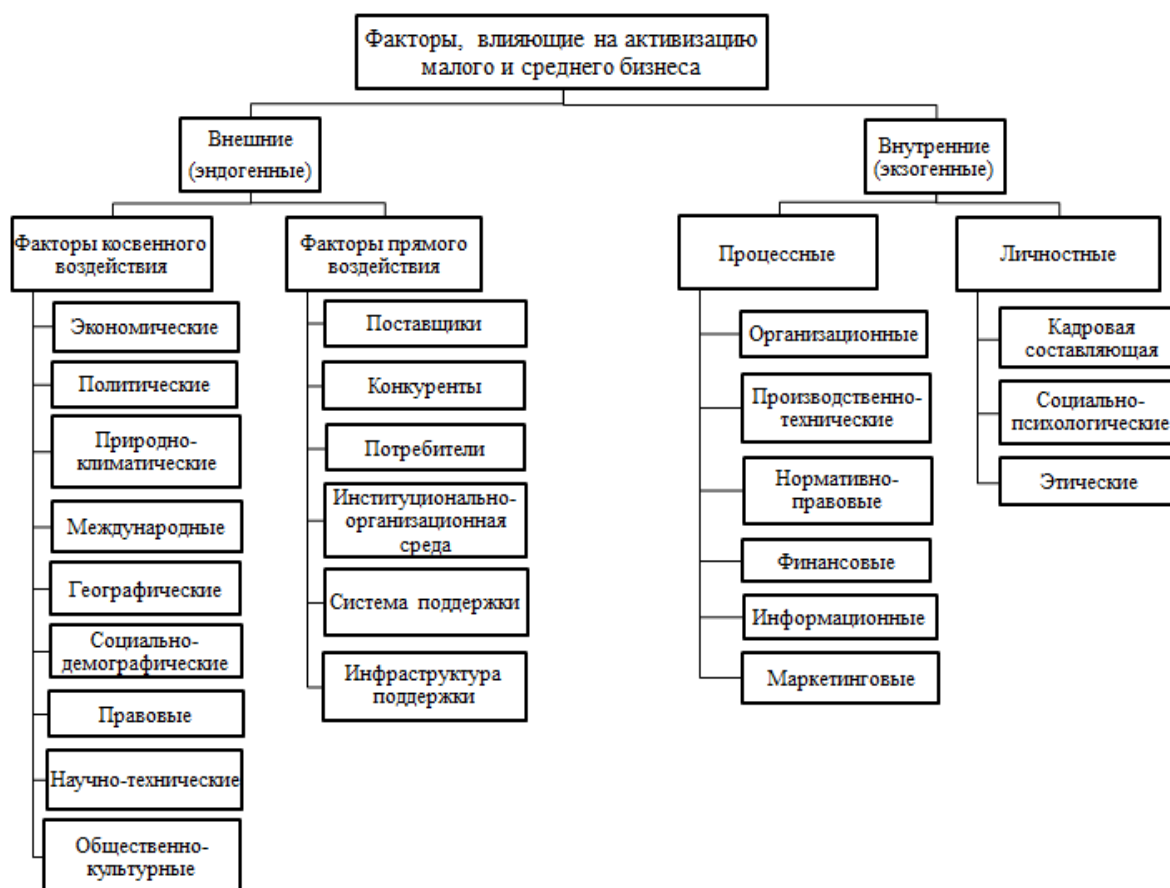 Факторы, влияющие на активизацию
малого и среднего бизнеса
Внешние
(эндогенные)
Внутренние
(экзогенные)
Факторы косвенного
воздействия
Факторы прямого
воздействия
Процессные
Личностные
Экономические
Политические
Природно-
климатические
Международные
Географические
Социально-
демографические
Правовые
Научно-технические
Общественно-
культурные
Поставщики
Конкуренты
Потребители
Институционально-
организационная
среда
Система поддержки
Инфраструктура
поддержки
Организационные
Производственно-
технические
Нормативно-
правовые
Финансовые
Информационные
Маркетинговые
Кадровая
составляющая
Социально-
психологические
Этические